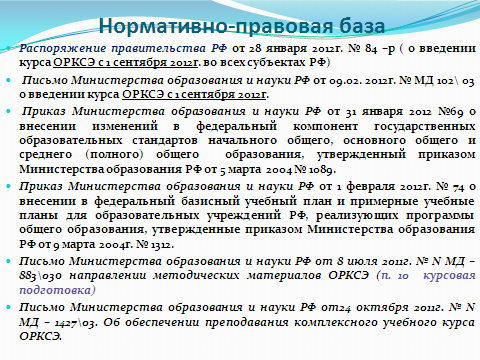 Нормативно-правовая база
Распоряжение правительства РФ от 28 января 2012г. № 84 –р ( о введении
курса ОРКСЭ с 1 сентября 2012г. во всех субъектах РФ)
Письмо Министерства образования и науки РФ от 09.02. 2012г. № МД 102\ 03
о введении курса ОРКСЭ с 1 сентября 2012г.
Приказ Министерства образования и науки РФ от 31 января 2012 №69 о
внесении изменений в федеральный компонент государственных
образовательных стандартов начального общего, основного общего и
среднего (полного) общего образования, утвержденный приказом
Министерства образования РФ от 5 марта 2004 № 1089.
Приказ Министерства образования и науки РФ от 1 февраля 2012г. № 74 о
внесении в федеральный базисный учебный план и примерные учебные
планы для образовательных учреждений РФ, реализующих программы
общего образования, утвержденные приказом Министерства образования
РФ от 9 марта 2004г. № 1312.
Письмо Министерства образования и науки РФ от 8 июля 2011г. № N МД –
883\030 направлении методических материалов ОРКСЭ (п. 10 курсовая
подготовка)
Письмо Министерства образования и науки РФ от24 октября 2011г. № N
МД – 1427\03. Об обеспечении преподавания комплексного учебного курса
ОРКСЭ.